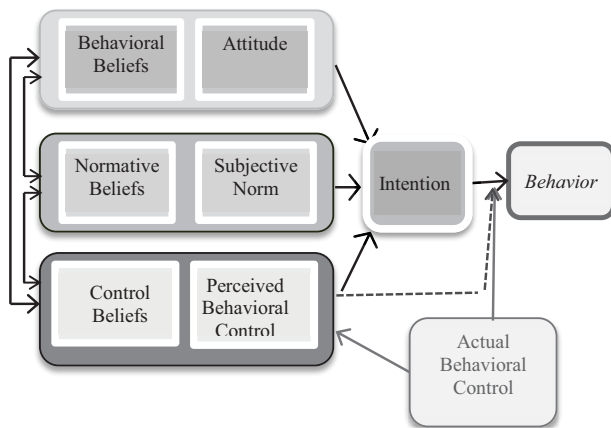 Behavioral
Beliefs
Attitude
Normative
Beliefs
Subjective
Norm
Intention
Behavior
Control
Beliefs
Perceived
Behavioral
Control
Actual
Behavioral
Control